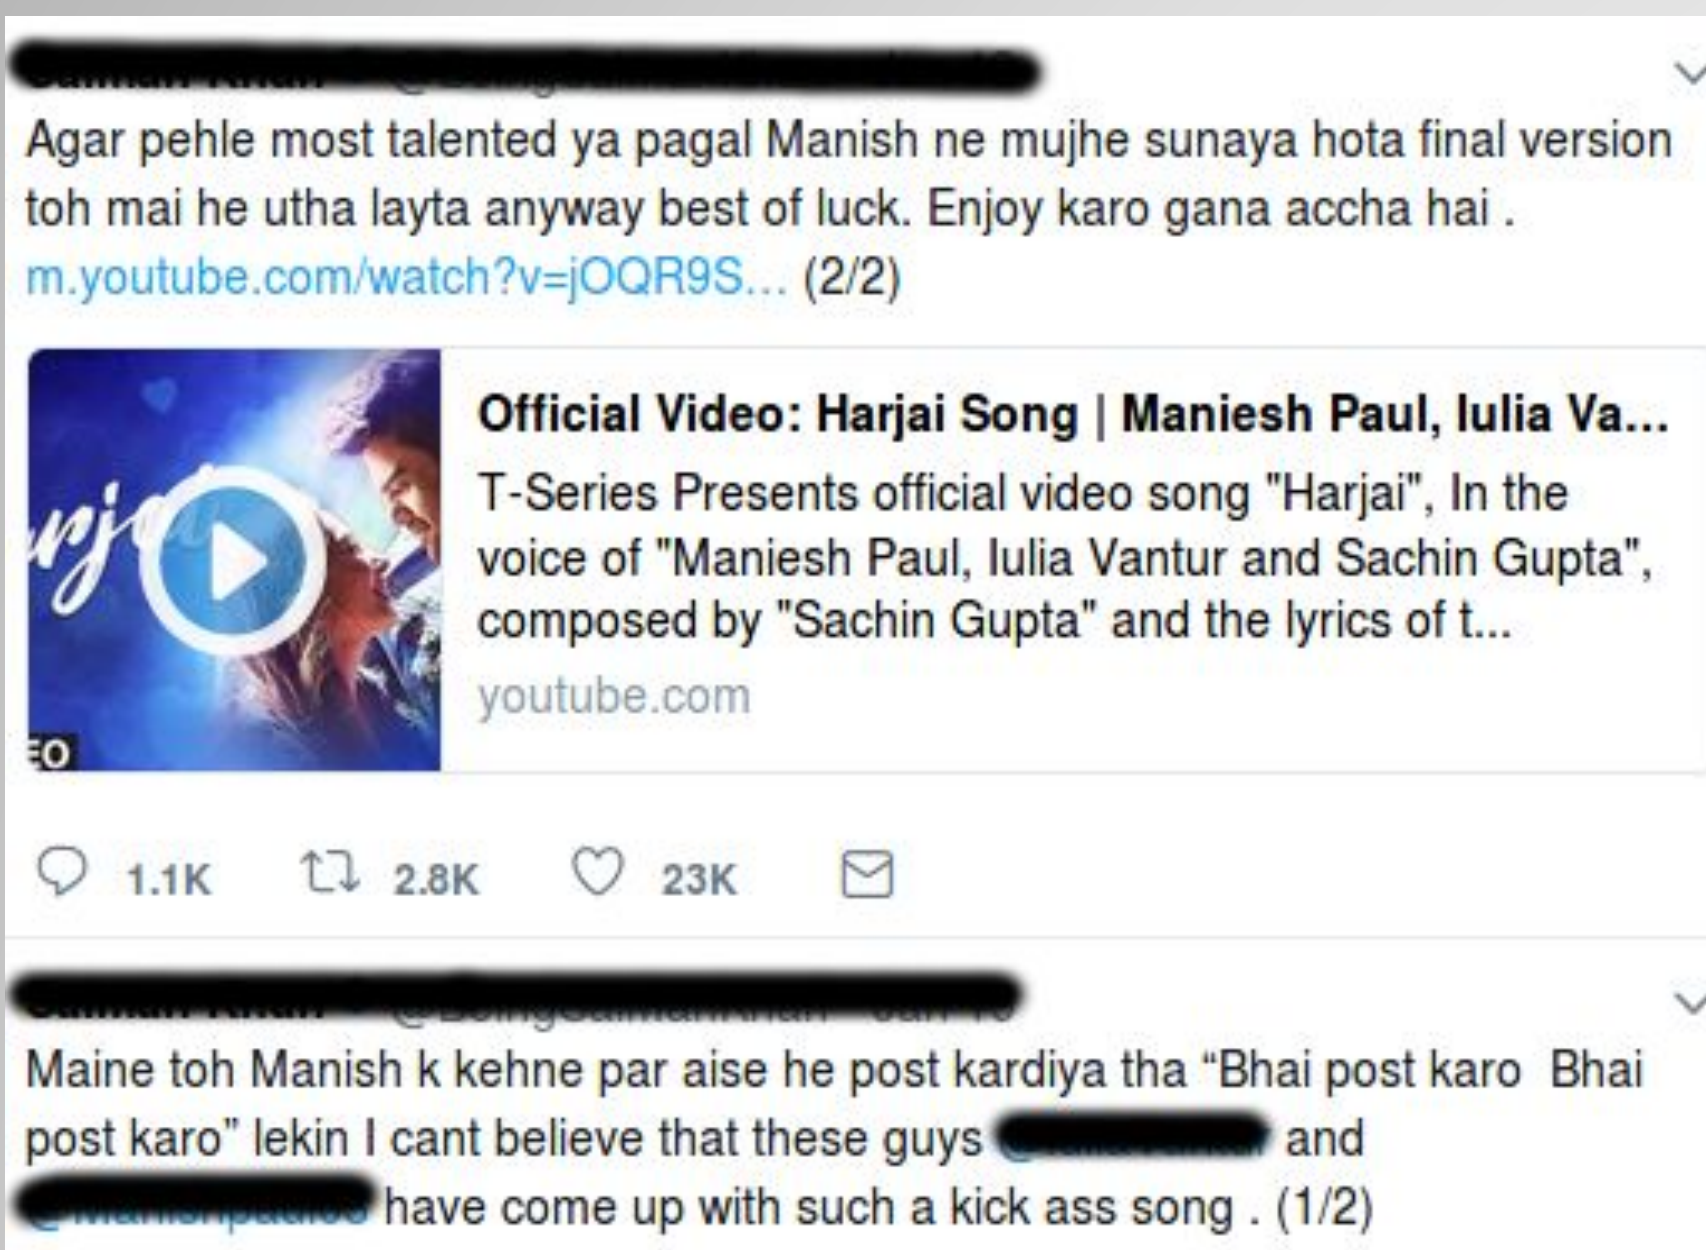 Agar pehle most talented ya pagal Manish ne mujhe sunaya hota final version
toh mai he utha layta anyway best of luck. Enjoy karo gana accha hai .
m.youtube.com/watch?v=jOQR9S... (2/2)
Official Video: Harjai Song | Maniesh Paul, Iulia Va...
T-Series Presents official video song "Harjai", In the
voice of "Maniesh Paul, Iulia Vantur and Sachin Gupta",
composed by "Sachin Gupta" and the lyrics of t...
youtube.com
EO
1.1K 2.8K 23K
Maine toh Manish k kehne par aise he post kardiya tha “Bhai post karo  Bhai
post karo” lekin I cant believe that these guys and
have come up with such a kick ass song . (1/2)